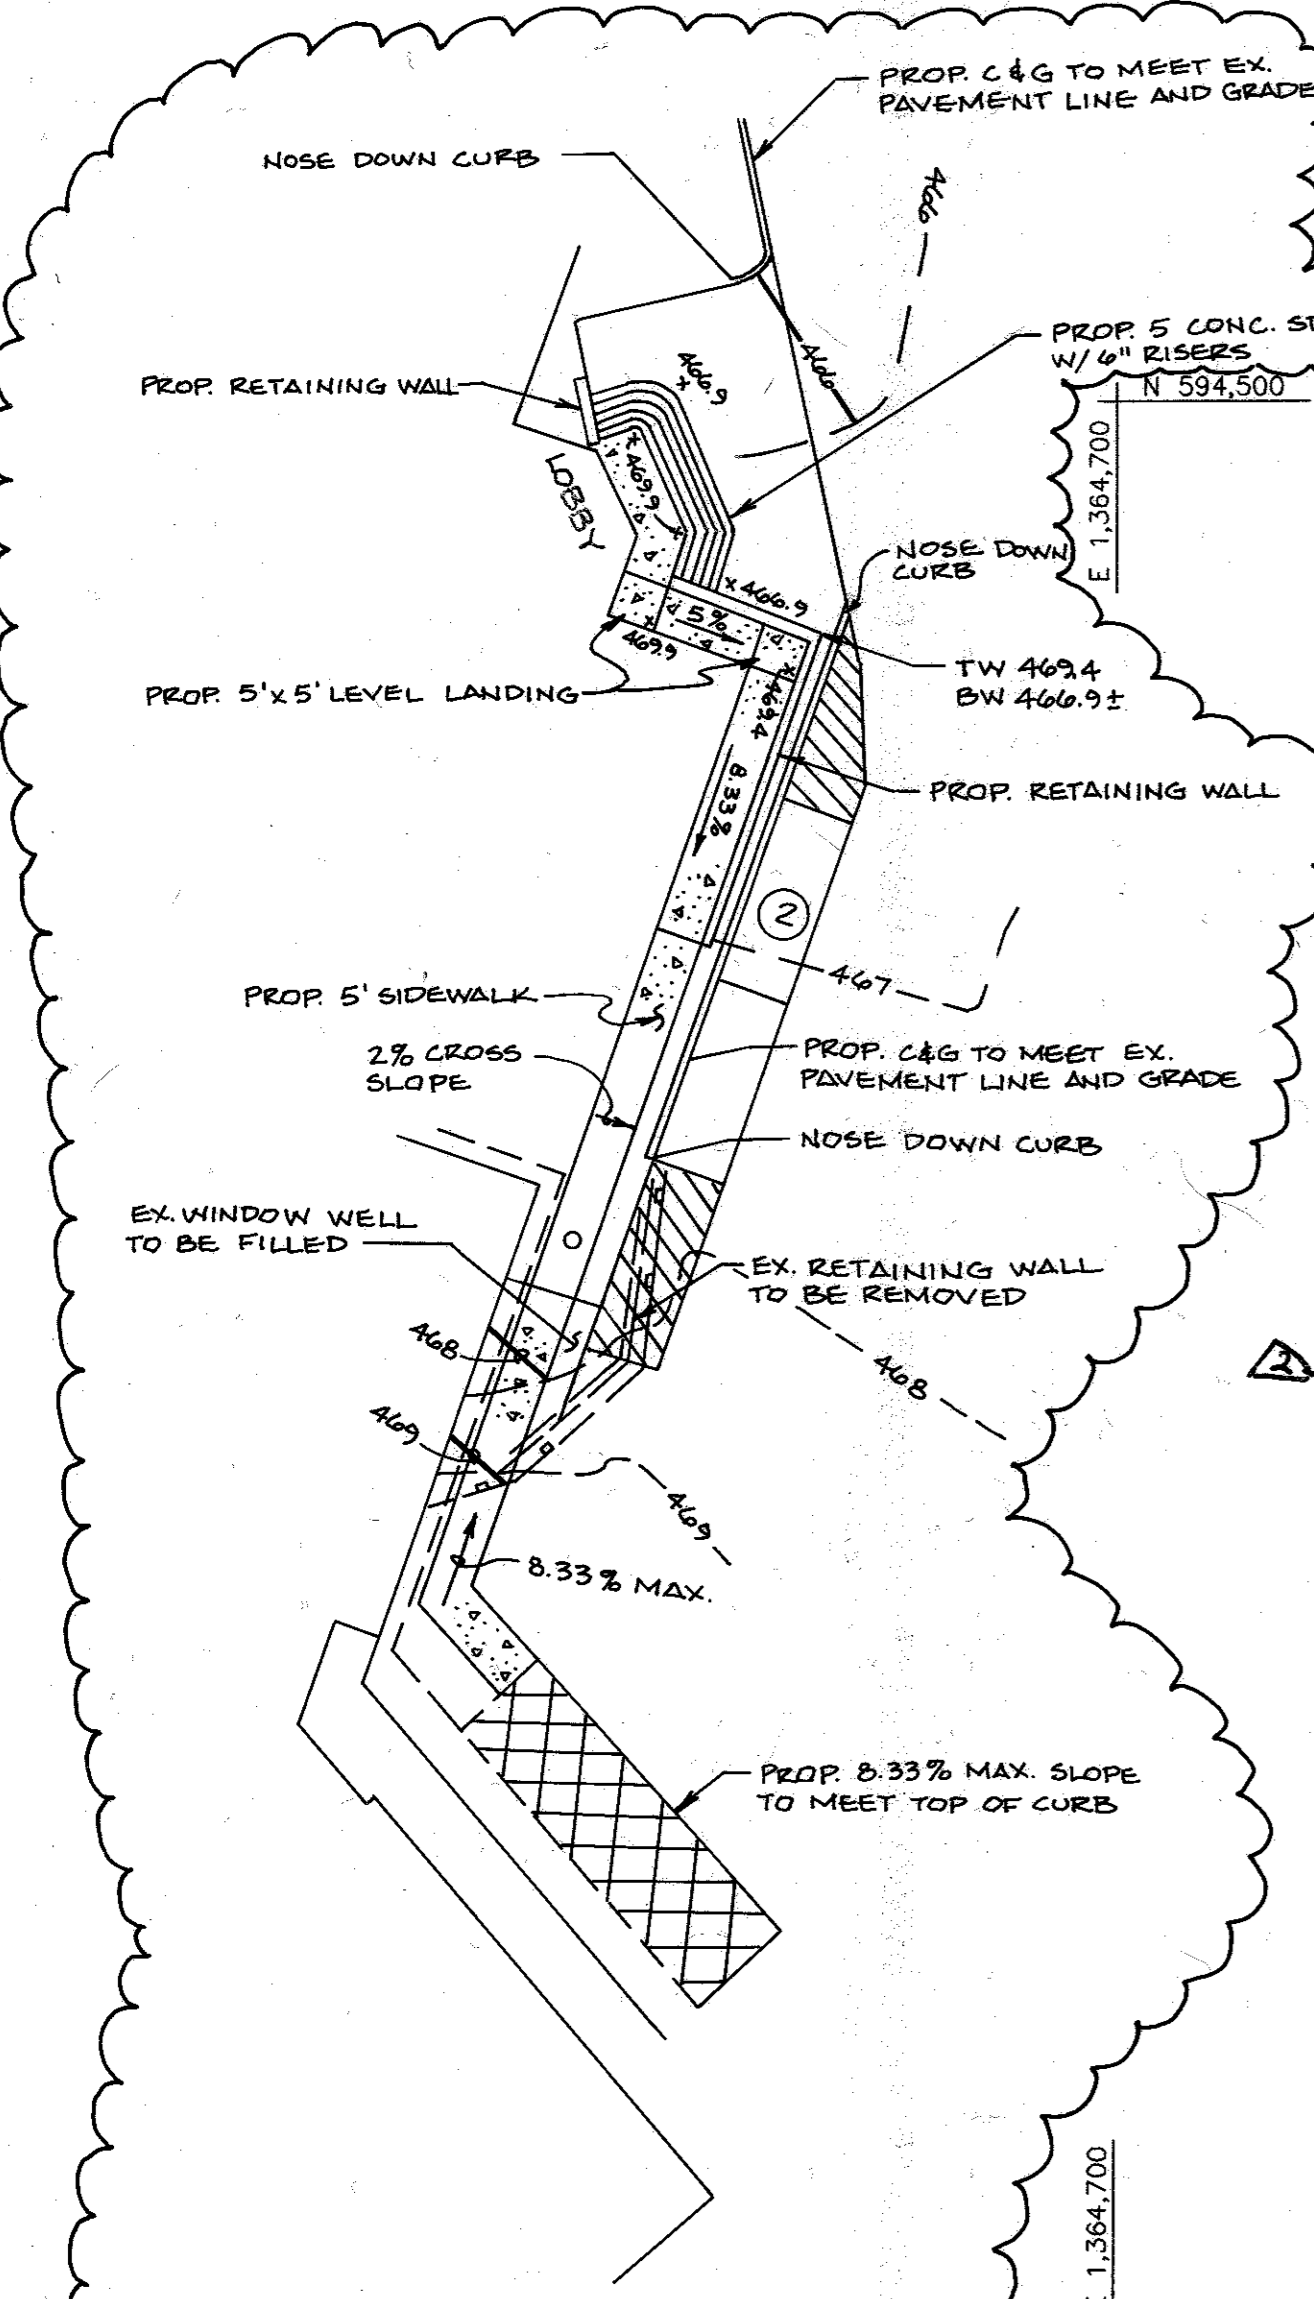 PROP. C&G TO MEET EX.
PAVEMENT LINE AND GRADE
NOSE DOWN CURB
466
PROP. 5 CONC.
W/ 6" RISERS
N 594,500
E 1,364,700
PROP. RETAINING WALL
466.9
466
469.9
LOBBY
NOSE DOWN
CURB
466.9
5%
469.9
TW 469.4
BW 466.9±
PROP. 5'x5' LEVEL LANDING
469.4
8.33%
PROP. RETAINING WALL
2
467
PROP. 5' SIDEWALK
2% CROSS
SLOPE
PROP. C&G TO MEET EX.
PAVEMENT LINE AND GRADE
NOSE DOWN CURB
EX. WINDOW WELL
TO BE FILLED
EX. RETAINING WALL
TO BE REMOVED
468
468
2
469
469
8.33% MAX.
PROP. 8.33% MAX. SLOPE
TO MEET TOP OF CURB
1,364,700